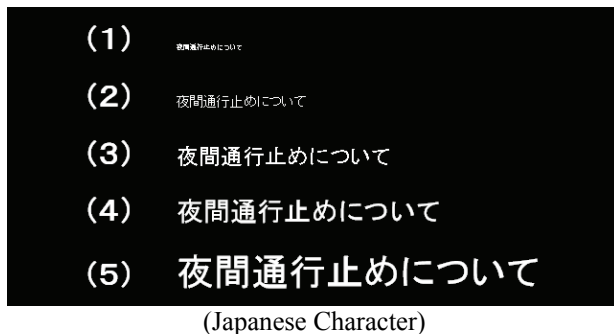 (1) 夜間通行止めについて
(2) 夜間通行止めについて
(3) 夜間通行止めについて
(4) 夜間通行止めについて
(5) 夜間通行止めについて
(Japanese Character)